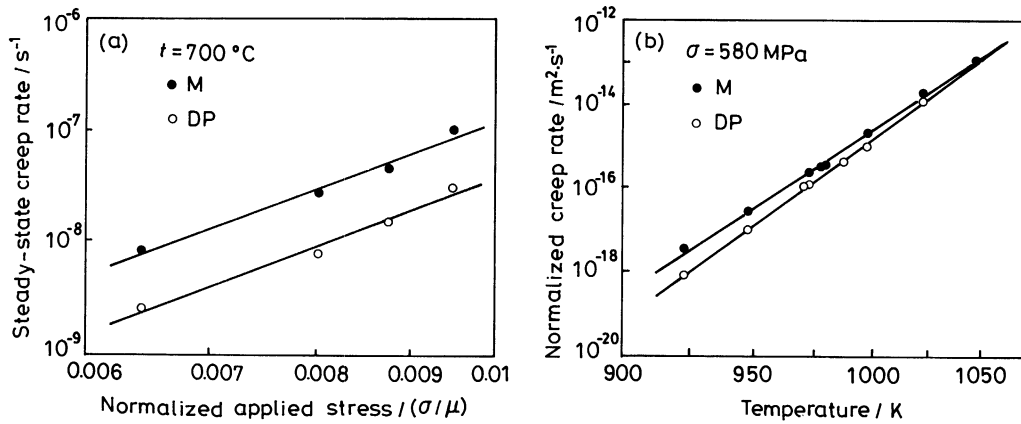 (a)
t = 700 °C
● M
○ DP
Steady-state creep rate / s⁻¹
10⁻⁶
10⁻⁷
10⁻⁸
10⁻⁹
0.006 0.007 0.008 0.009 0.01
Normalized applied stress / (σ/μ)
(b)
σ = 580 MPa
● M
○ DP
Normalized creep rate / m²·s⁻¹
10⁻¹²
10⁻¹⁴
10⁻¹⁶
10⁻¹⁸
10⁻²⁰
900 950 1000 1050
Temperature / K